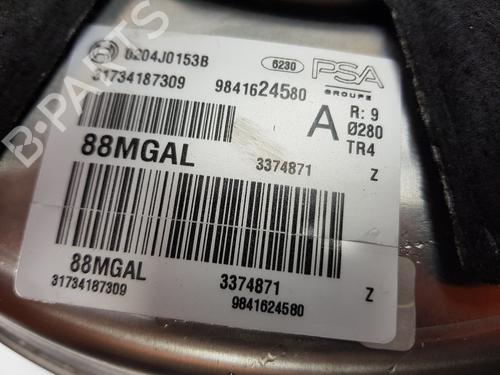 0204J0153B
6230
PSA
GROUPE
31734187309
9841624580
A
R: 9
Ø280
TR4
88MGAL
3374871
Z
88MGAL
3374871
Z
31734187309
9841624580
B-PARTS